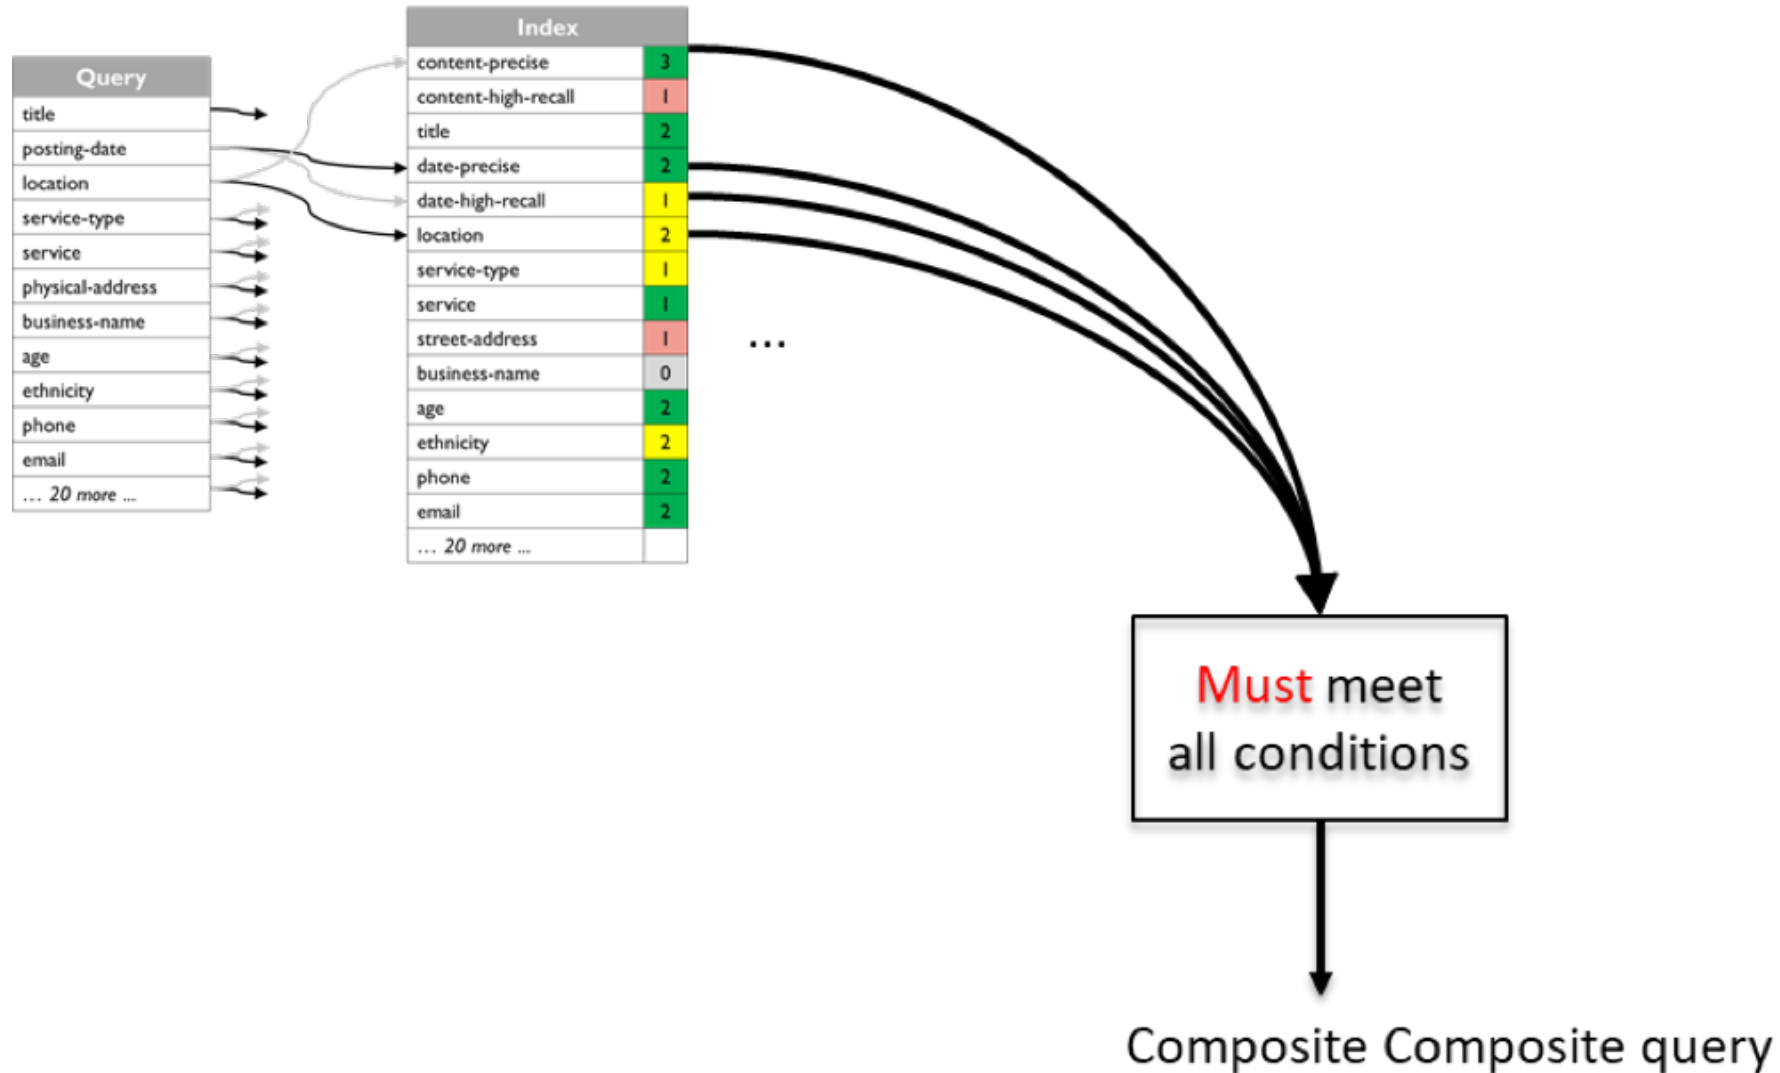 Query
title
posting-date
location
service-type
service
physical-address
business-name
age
ethnicity
phone
email
... 20 more ...
Index
content-precise 3
content-high-recall 1
title 2
date-precise 2
date-high-recall 1
location 2
service-type 1
service 1
street-address 1
business-name 0
age 2
ethnicity 2
phone 2
email 2
... 20 more ...
...
Must meet
all conditions
Composite Composite query